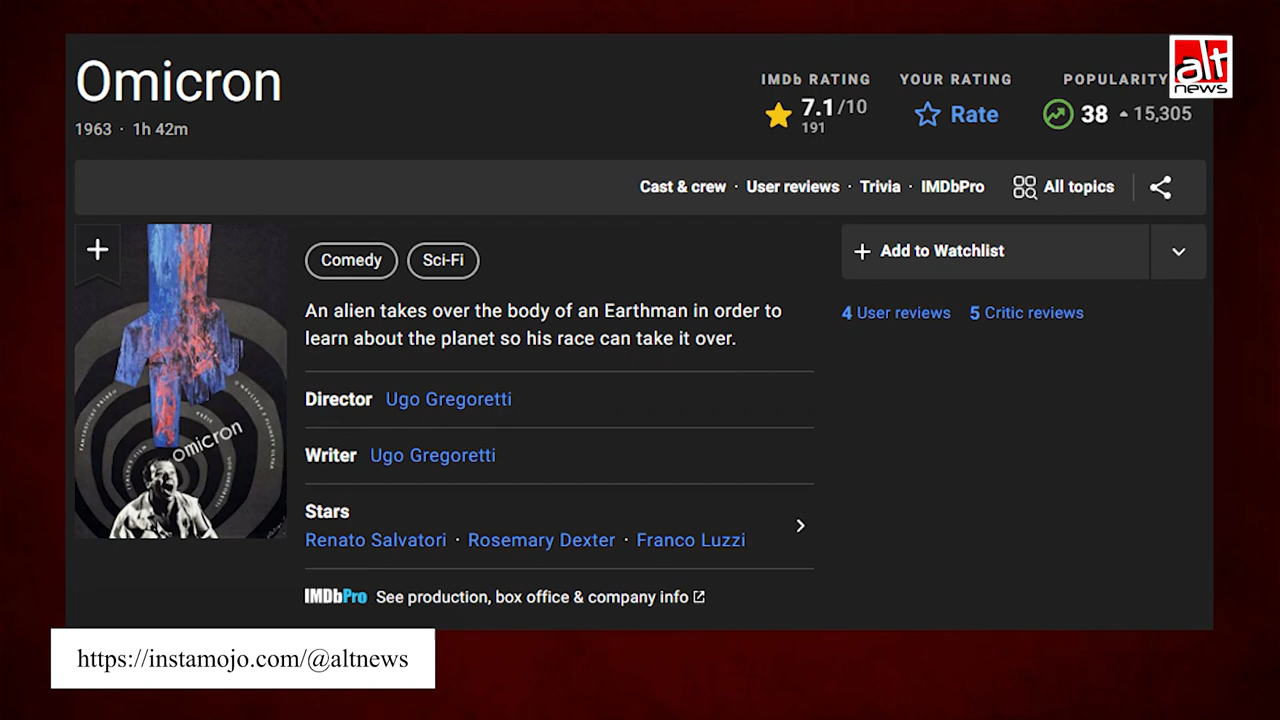 Omicron
1963 · 1h 42m
IMDb RATING
7.1/10
191
YOUR RATING
Rate
POPULARITY
38 15,305
alt
news
Cast & crew · User reviews · Trivia · IMDbPro
All topics
Comedy
Sci-Fi
Add to Watchlist
An alien takes over the body of an Earthman in order to
learn about the planet so his race can take it over.
4 User reviews 5 Critic reviews
Director Ugo Gregoretti
Writer Ugo Gregoretti
Stars
Renato Salvatori · Rosemary Dexter · Franco Luzzi
IMDbPro See production, box office & company info
omicron
https://instamojo.com/@altnews